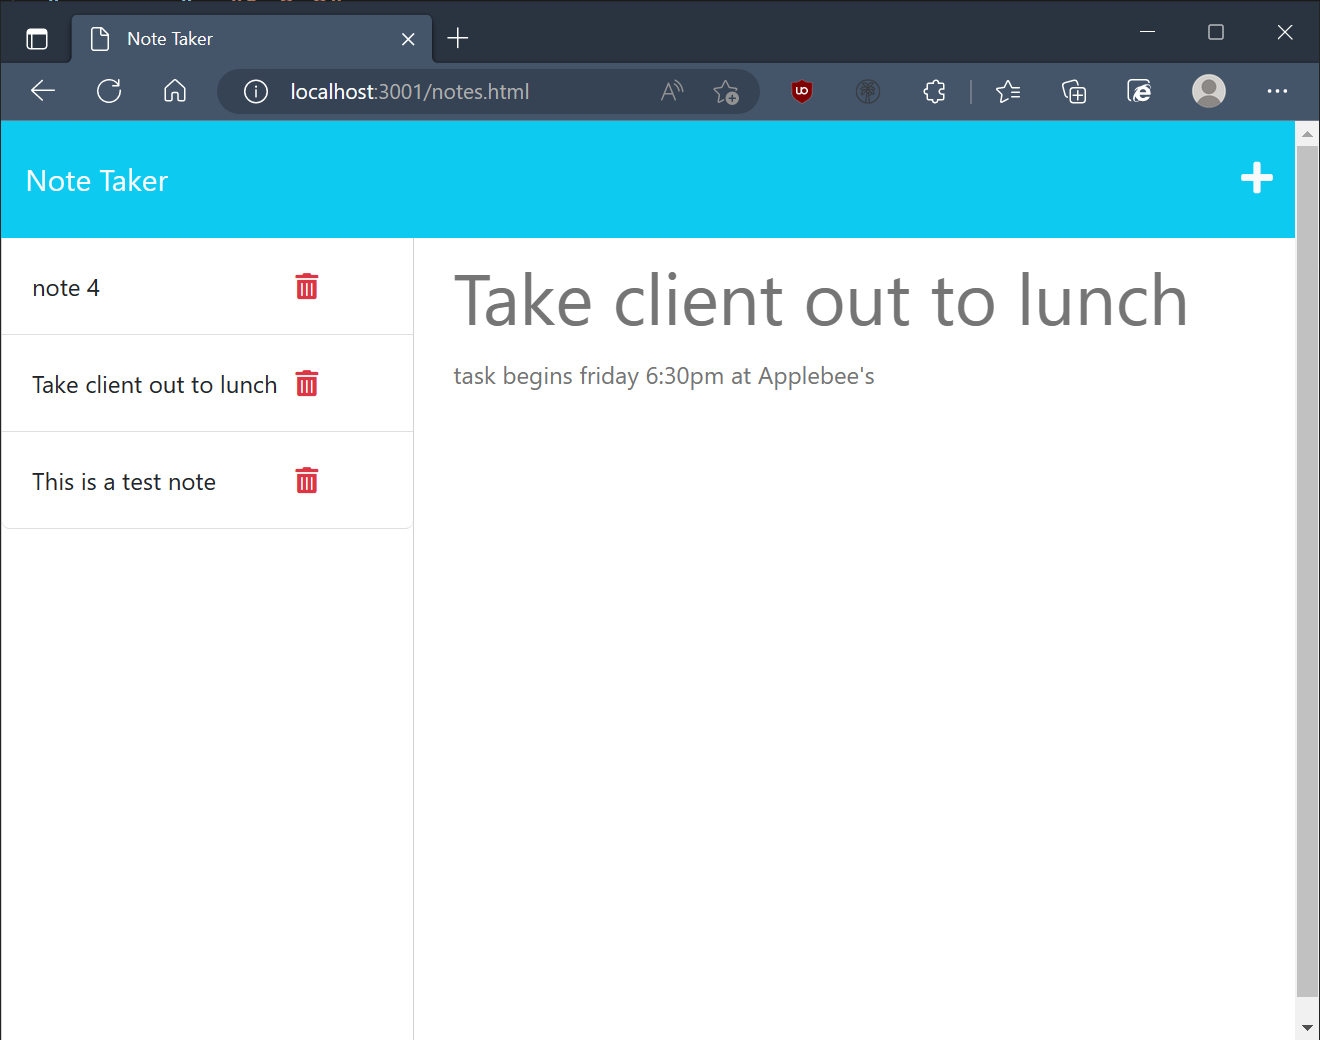 Note Taker
localhost:3001/notes.html
Note Taker
note 4
Take client out to lunch
This is a test note
Take client out to lunch
task begins friday 6:30pm at Applebee's